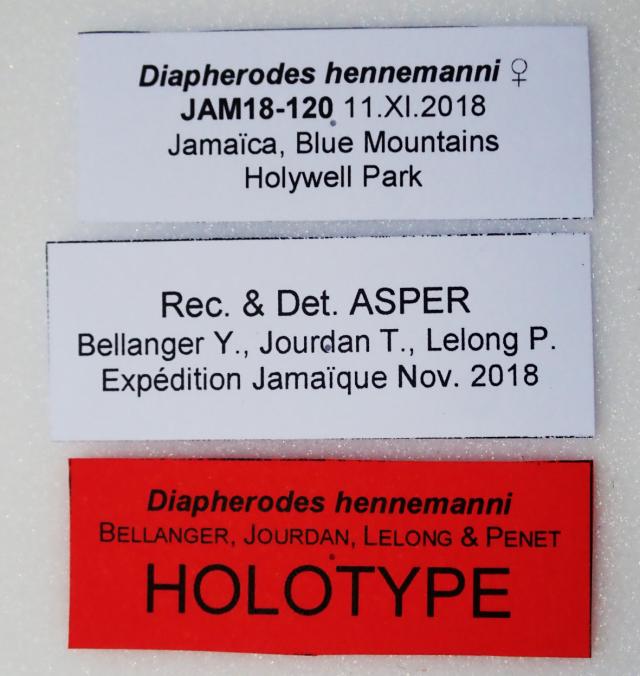 Diapherodes hennemanni ♀
JAM18-120 11.XI.2018
Jamaïca, Blue Mountains
Holywell Park
Rec. & Det. ASPER
Bellanger Y., Jourdan T., Lelong P.
Expédition Jamaïque Nov. 2018
Diapherodes hennemanni
BELLANGER, JOURDAN, LELONG & PENET
HOLOTYPE